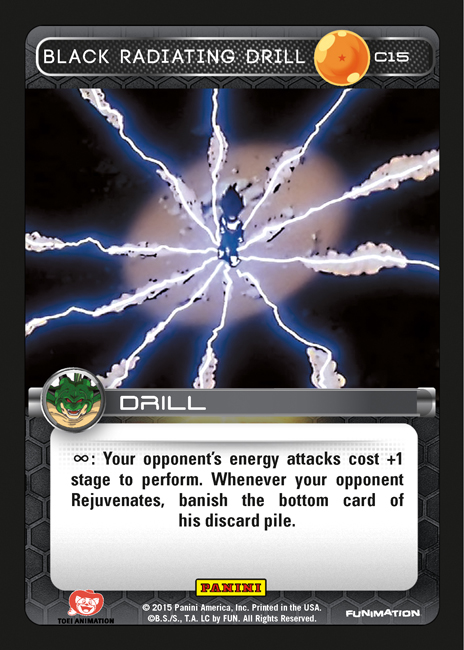 BLACK RADIATING DRILL C15
DRILL
∞: Your opponent's energy attacks cost +1
stage to perform. Whenever your opponent
Rejuvenates, banish the bottom card of
his discard pile.
PANINI
TOEI ANIMATION
© 2015 Panini America, Inc. Printed in the USA.
©B.S./S., T.A. LC by FUN. All Rights Reserved.
FUNIMATION